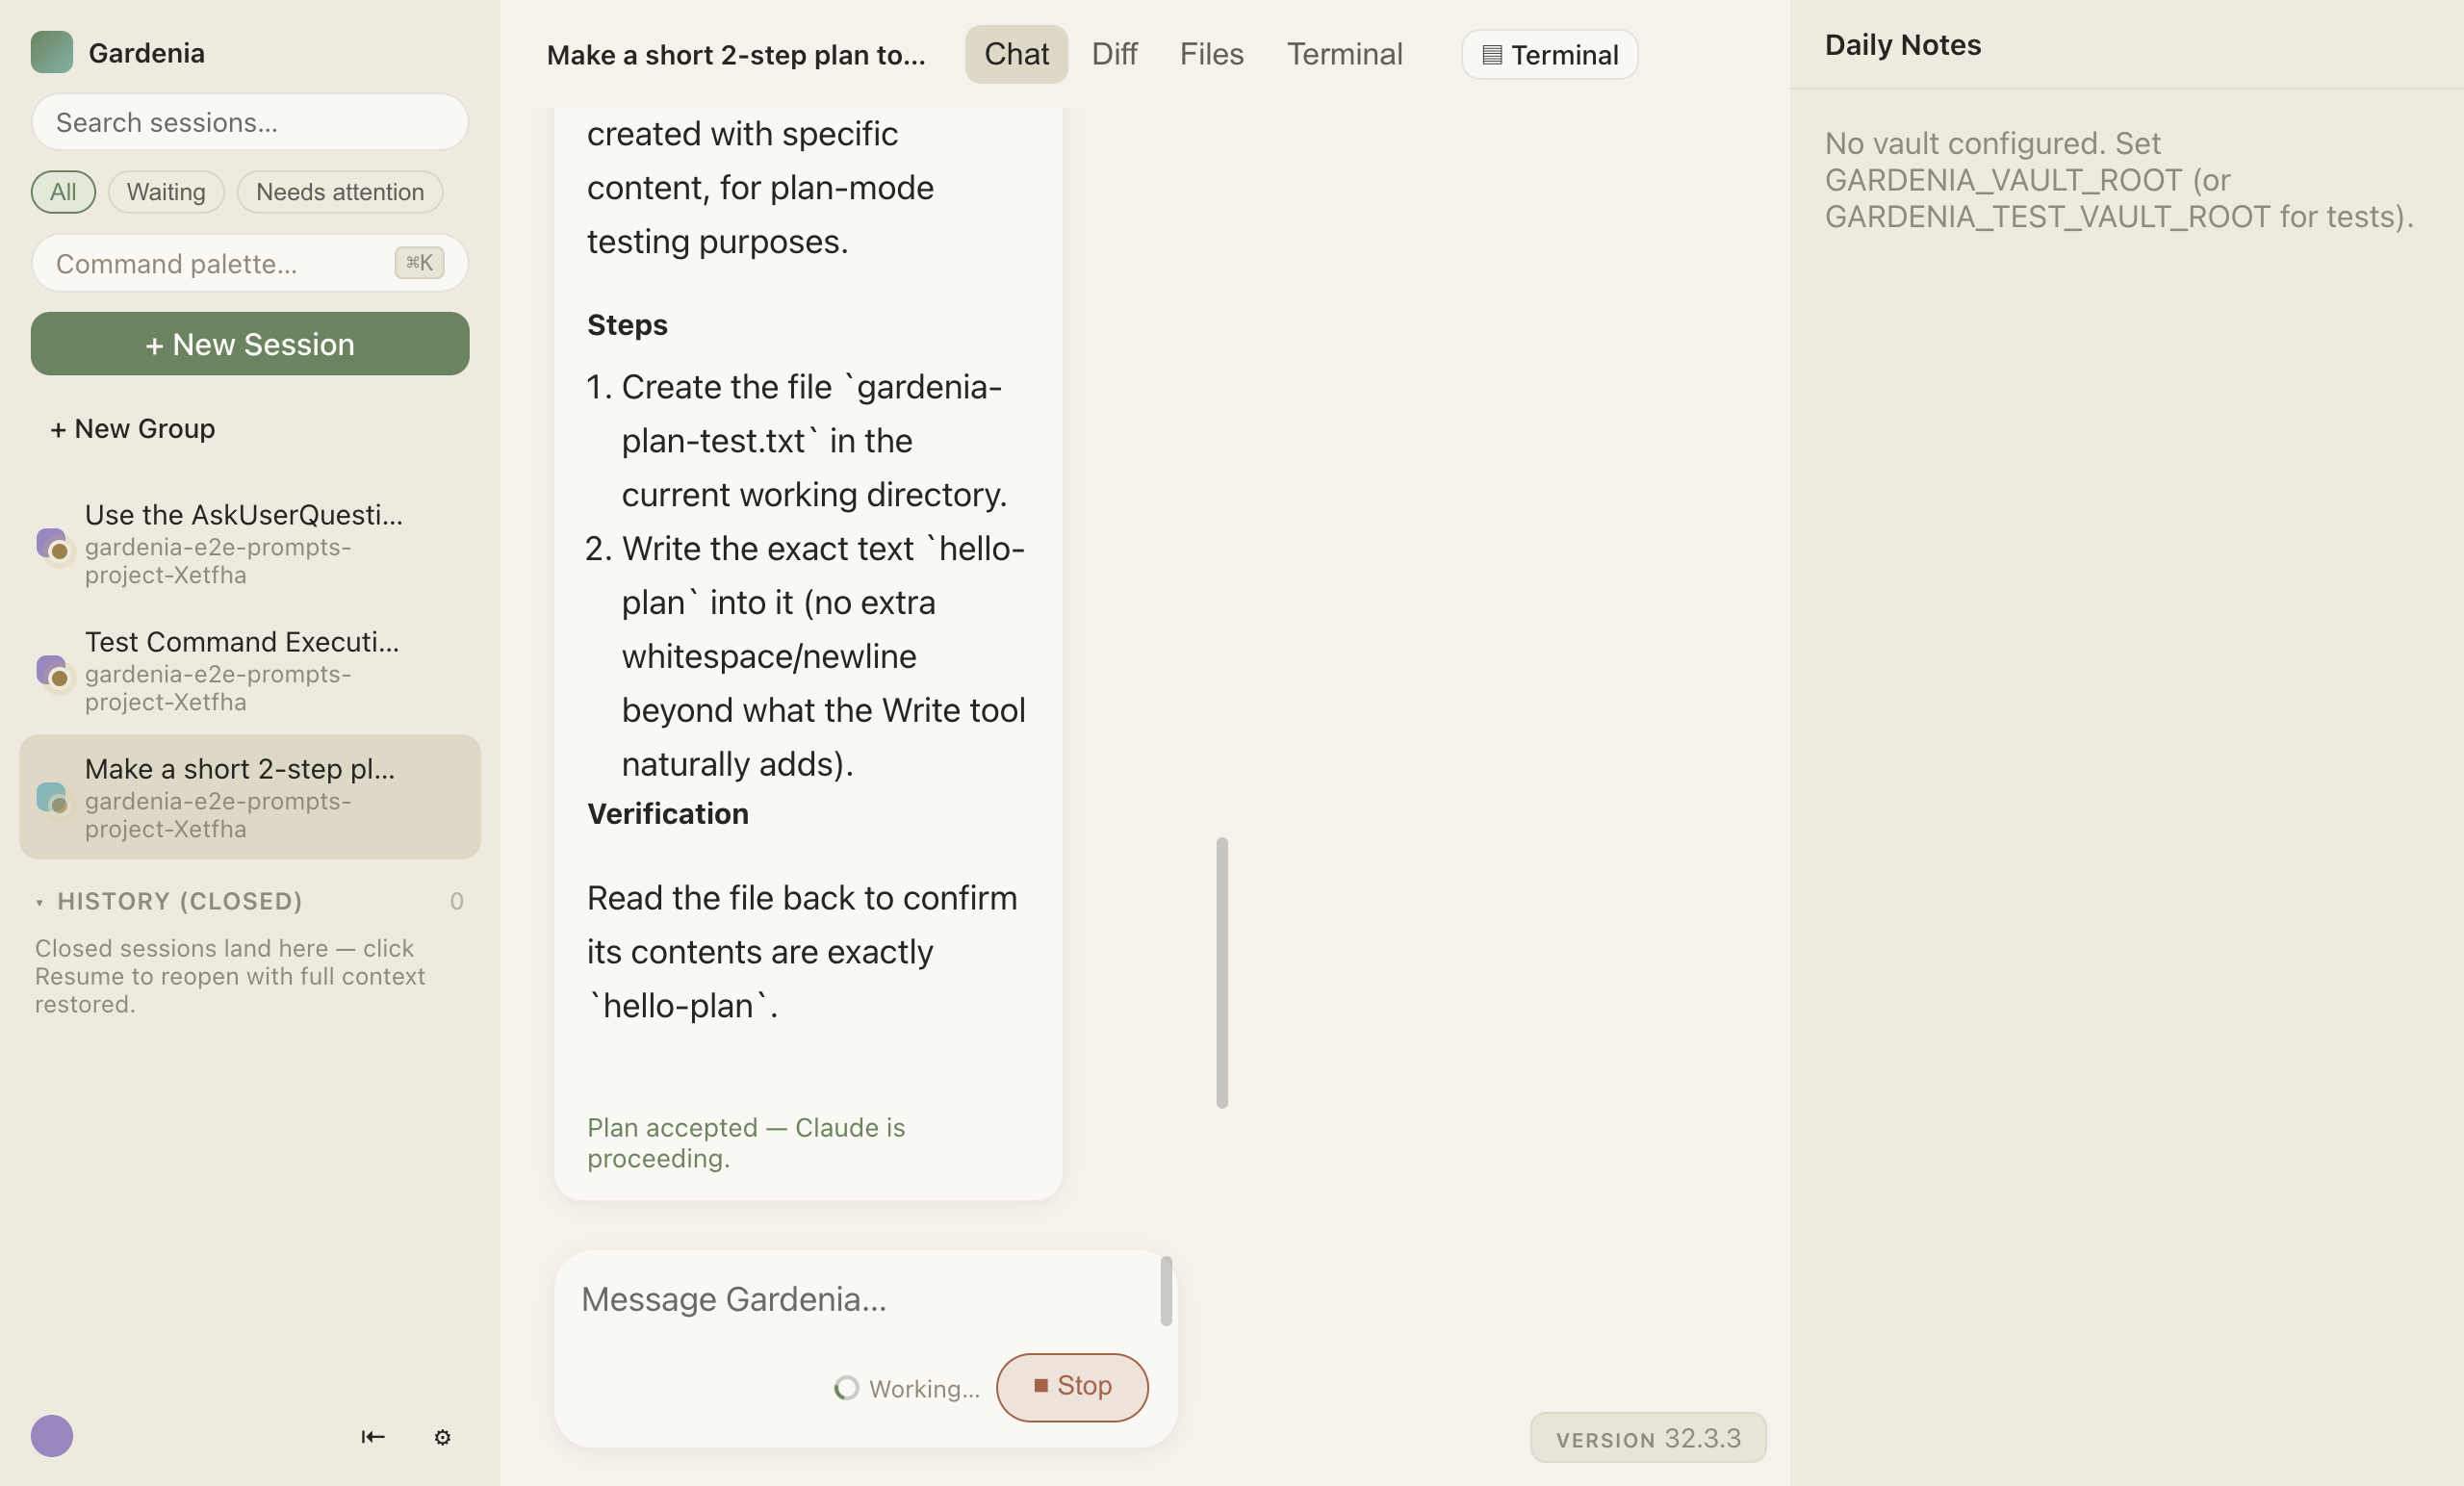 Gardenia
Search sessions...
All
Waiting
Needs attention
Command palette...
⌘K
+ New Session
+ New Group
Use the AskUserQuesti...
gardenia-e2e-prompts-
project-Xetfha
Test Command Executi...
gardenia-e2e-prompts-
project-Xetfha
Make a short 2-step pl...
gardenia-e2e-prompts-
project-Xetfha
HISTORY (CLOSED)
0
Closed sessions land here — click
Resume to reopen with full context
restored.
Make a short 2-step plan to...
Chat
Diff
Files
Terminal
Terminal
created with specific
content, for plan-mode
testing purposes.
Steps
1. Create the file `gardenia-
plan-test.txt` in the
current working directory.
2. Write the exact text `hello-
plan` into it (no extra
whitespace/newline
beyond what the Write tool
naturally adds).
Verification
Read the file back to confirm
its contents are exactly
`hello-plan`.
Plan accepted — Claude is
proceeding.
Message Gardenia...
Working...
Stop
VERSION 32.3.3
Daily Notes
No vault configured. Set
GARDENIA_VAULT_ROOT (or
GARDENIA_TEST_VAULT_ROOT for tests).